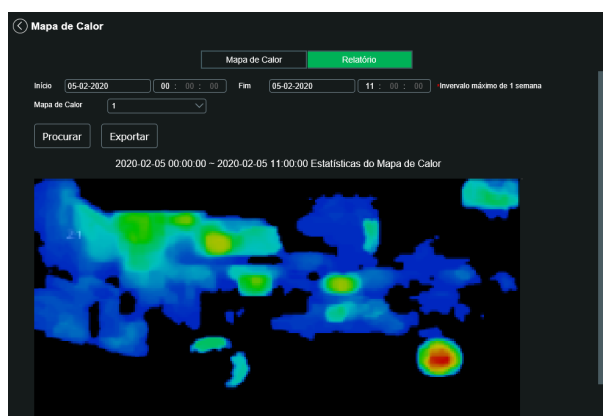 Mapa de Calor
Mapa de Calor Relatório
Início 05-02-2020 00 : 00 : 00 Fim 05-02-2020 11 : 00 : 00 *Intervalo máximo de 1 semana
Mapa de Calor 1
Procurar Exportar
2020-02-05 00:00:00 ~ 2020-02-05 11:00:00 Estatísticas do Mapa de Calor
21